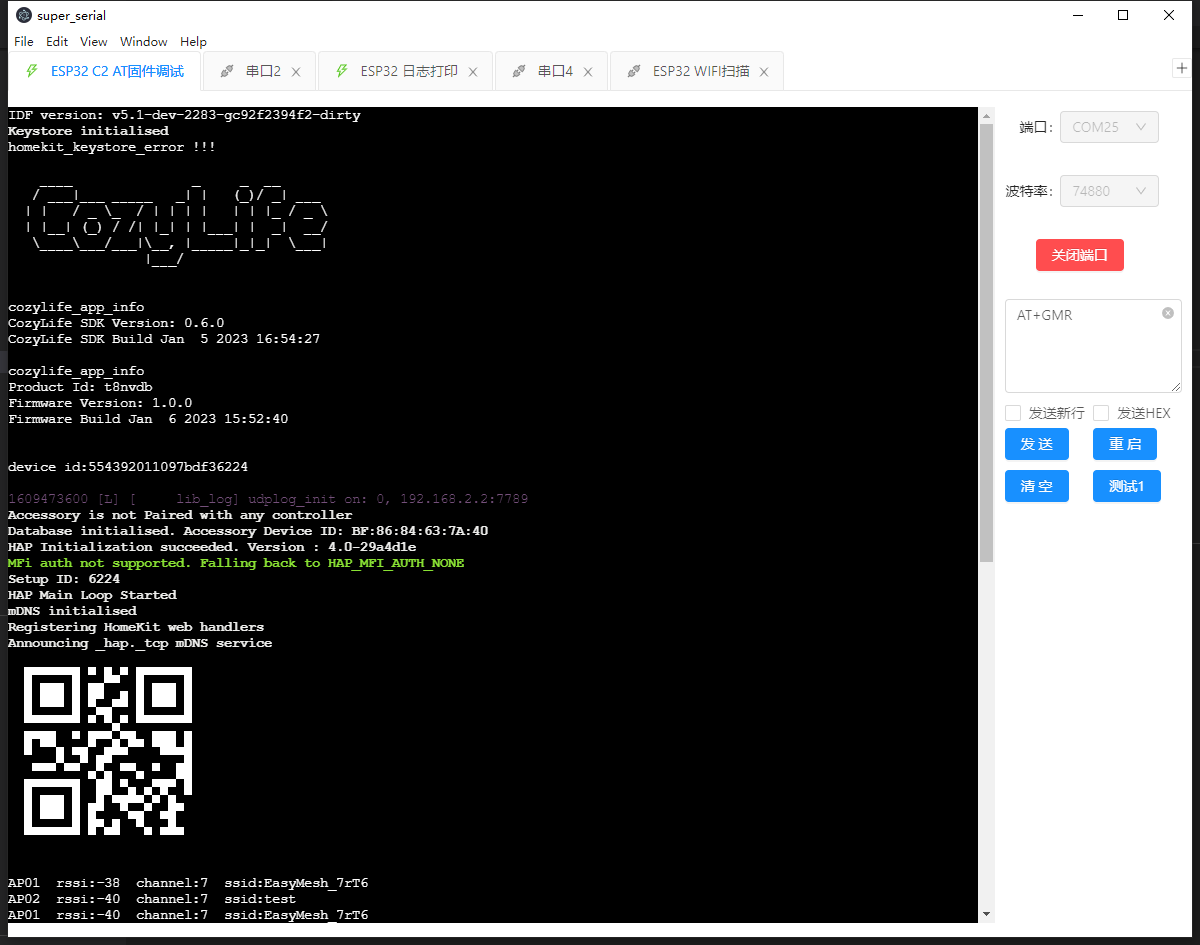 super_serial
File Edit View Window Help
ESP32 C2 AT固件调试 串口2 ESP32 日志打印 串口4 ESP32 WIFI扫描
IDF version: v5.1-dev-2283-gc92f2394f2-dirty
Keystore initialised
homekit_keystore_error !!!
CozyLife
cozylife_app_info
CozyLife SDK Version: 0.6.0
CozyLife SDK Build Jan  5 2023 16:54:27
cozylife_app_info
Product Id: t8nvdb
Firmware Version: 1.0.0
Firmware Build Jan  6 2023 15:52:40
device id:554392011097bdf36224
1609473600 [L] [     lib_log] udplog_init on: 0, 192.168.2.2:7789
Accessory is not Paired with any controller
Database initialised. Accessory Device ID: BF:86:84:63:7A:40
HAP Initialization succeeded. Version : 4.0-29a4d1e
MFi auth not supported. Falling back to HAP_MFI_AUTH_NONE
Setup ID: 6224
HAP Main Loop Started
mDNS initialised
Registering HomeKit web handlers
Announcing _hap._tcp mDNS service
AP01  rssi:-38  channel:7  ssid:EasyMesh_7rT6
AP02  rssi:-40  channel:7  ssid:test
AP01  rssi:-40  channel:7  ssid:EasyMesh_7rT6
端口: COM25
波特率: 74880
关闭端口
AT+GMR
发送新行 发送HEX
发 送 重 启
清 空 测试1